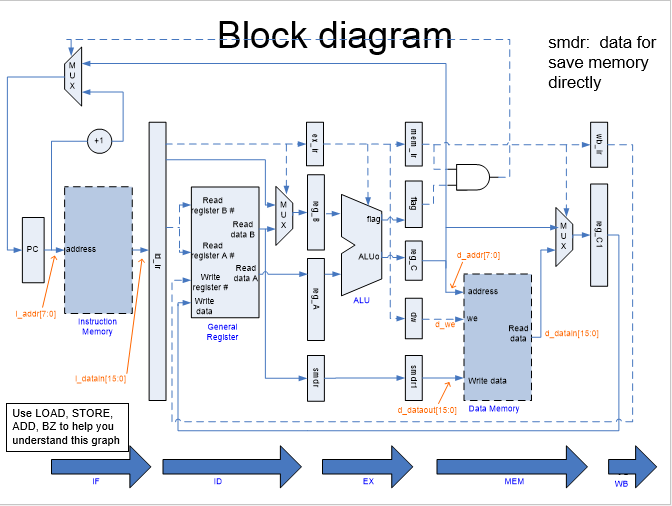 Block diagram
smdr: data for
save memory
directly
M
U
X
+1
ex_ir
mem_ir
wb_ir
PC
address
I_addr[7:0]
Instruction
Memory
id_ir
I_datain[15:0]
Read
register B #
Read
data B
Read
register A #
Read
data A
Write
register #
Write
data
General
Register
M
U
X
reg_B
reg_A
smdr
flag
ALUo
ALU
flag
reg_C
dw
smdr1
d_addr[7:0]
address
d_we
we
Read
data
d_datain[15:0]
Write data
d_dataout[15:0]
Data Memory
M
U
X
reg_C1
Use LOAD, STORE,
ADD, BZ to help you
understand this graph
IF
ID
EX
MEM
WB